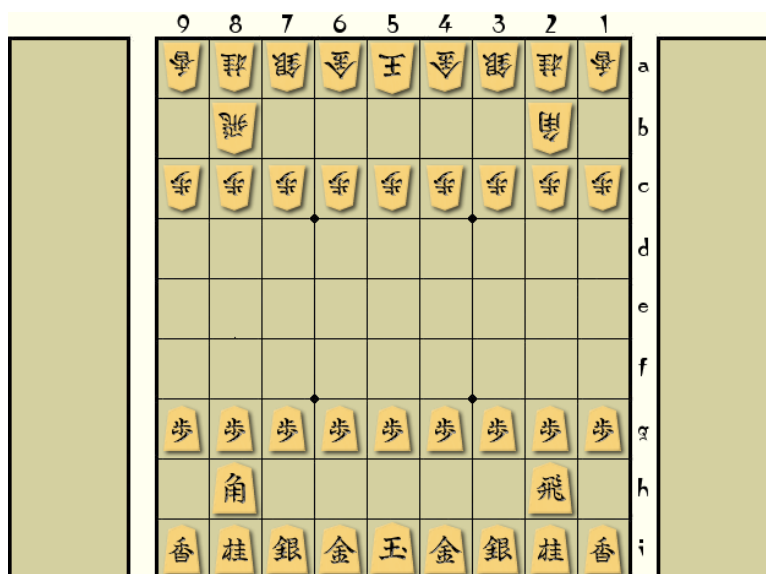 9 8 7 6 5 4 3 2 1
香 桂 銀 金 王 金 銀 桂 香 a
飛 角 b
歩 歩 歩 歩 歩 歩 歩 歩 歩 c
d
e
f
歩 歩 歩 歩 歩 歩 歩 歩 歩 g
角 飛 h
香 桂 銀 金 玉 金 銀 桂 香 i